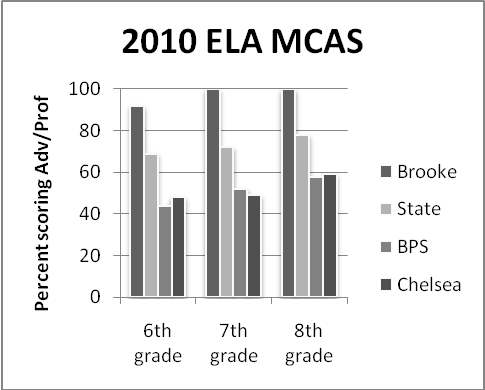 2010 ELA MCAS
Percent scoring Adv/Prof
100
80
60
40
20
0
6th
grade
7th
grade
8th
grade
Brooke
State
BPS
Chelsea